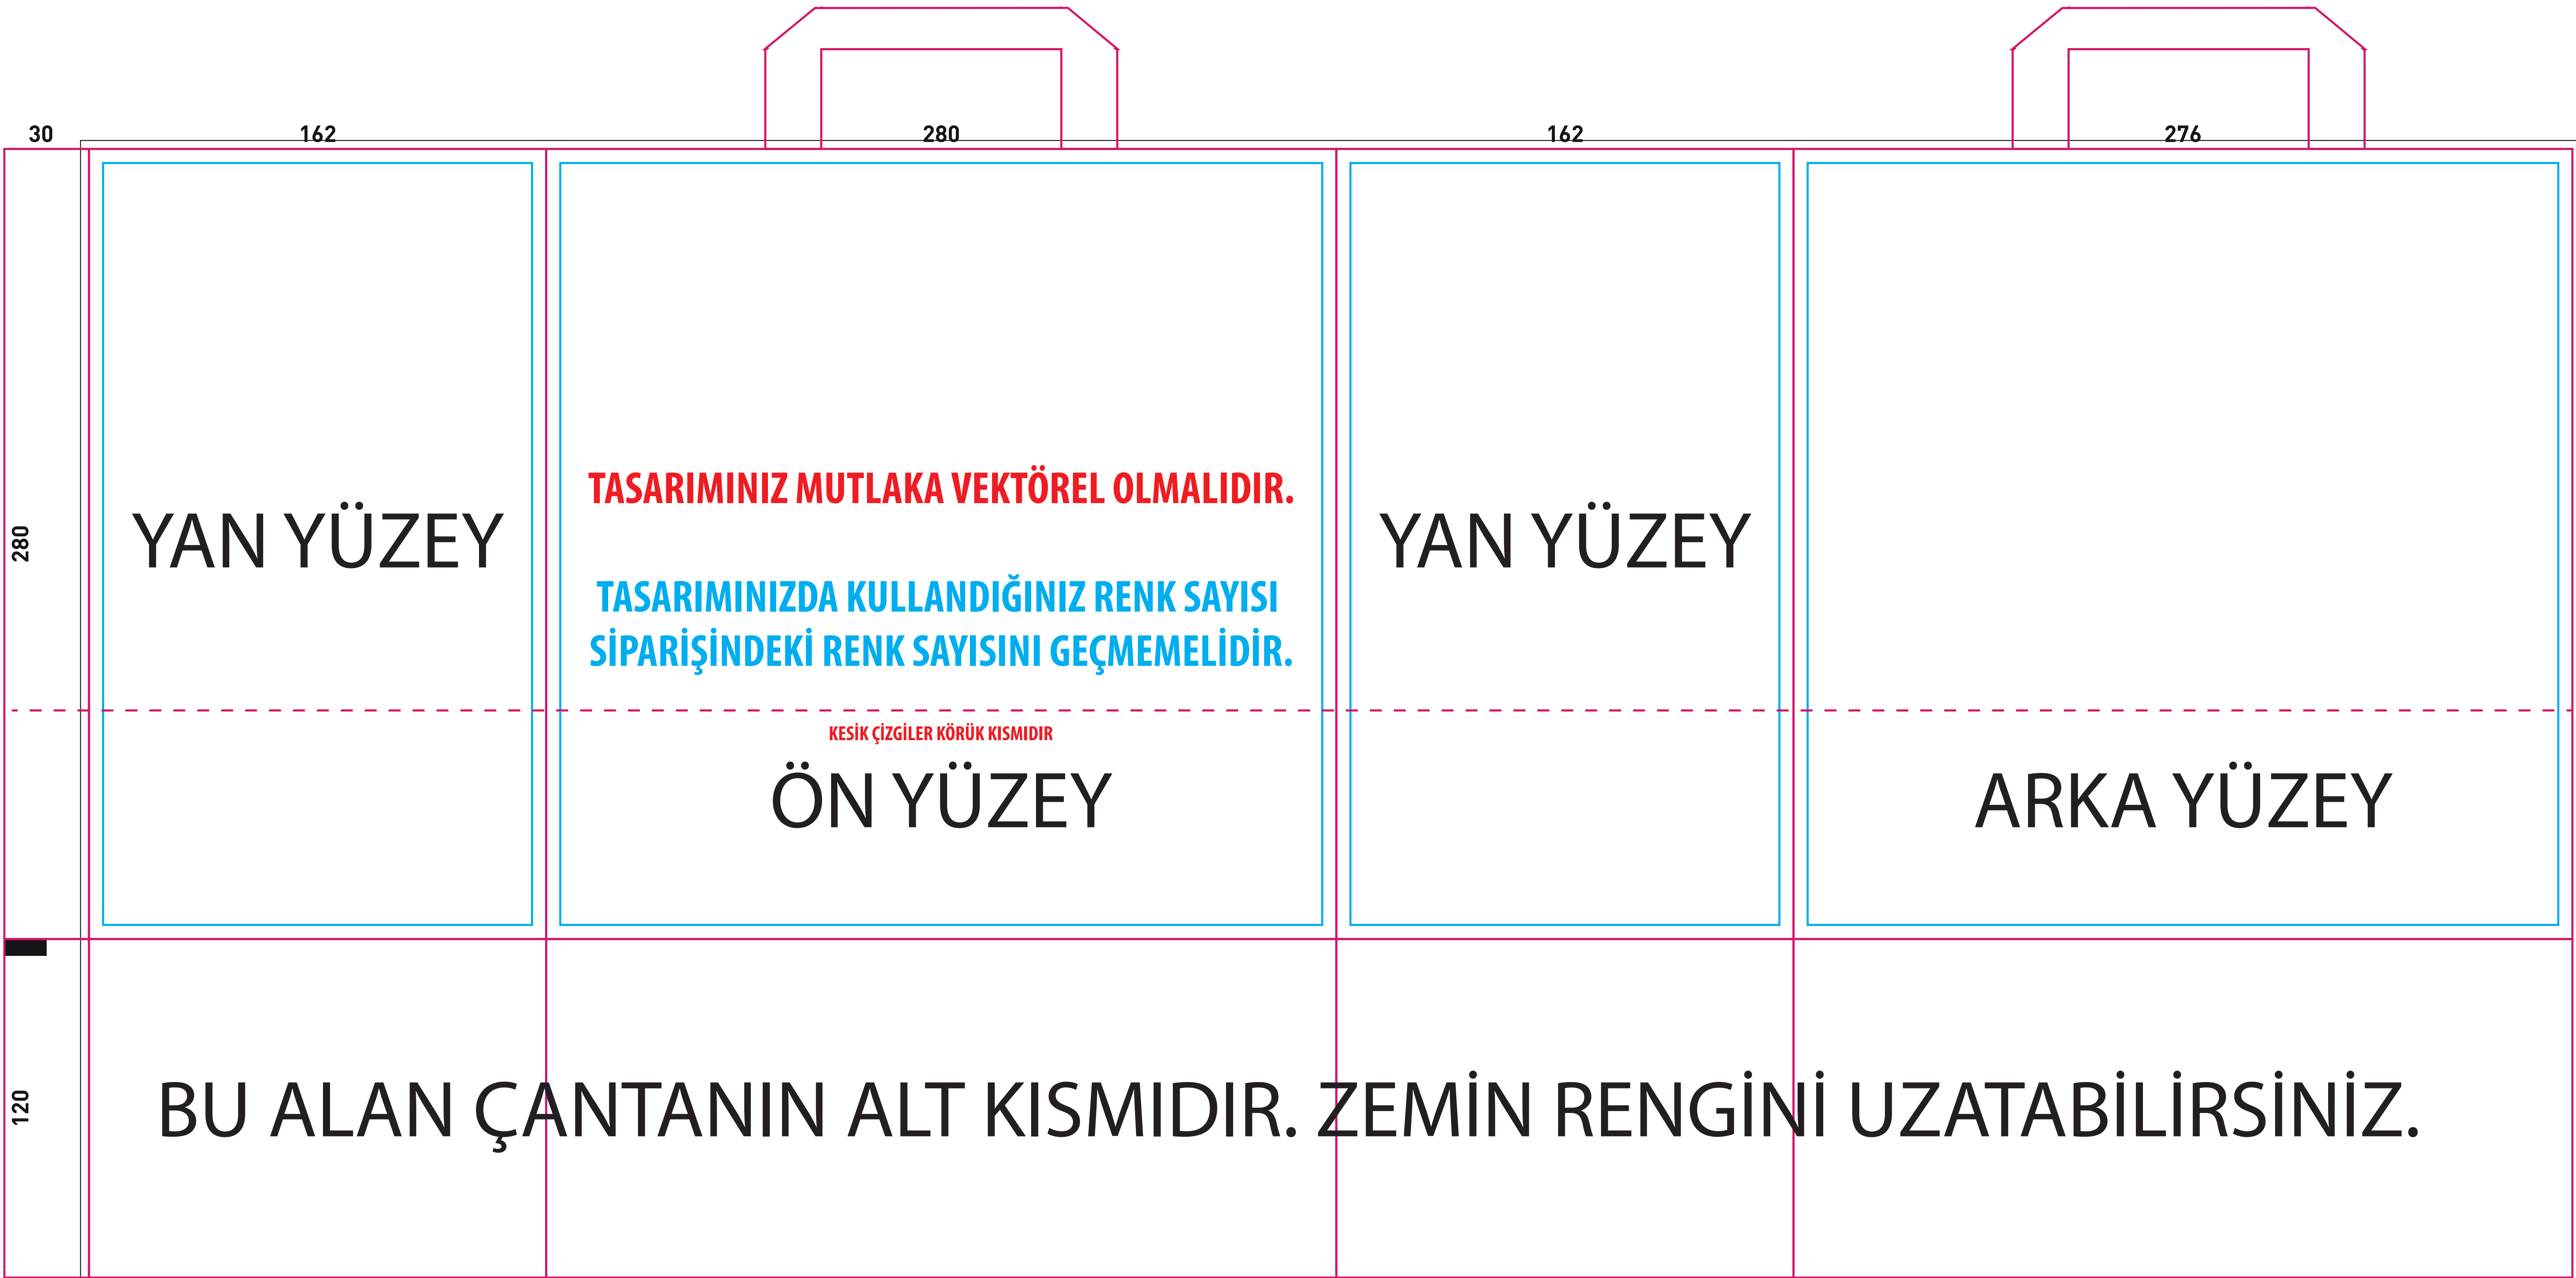 30
162
280
162
276
TASARIMINIZ MUTLAKA VEKTÖREL OLMALIDIR.
YAN YÜZEY
YAN YÜZEY
280
TASARIMINIZDA KULLANDIĞINIZ RENK SAYISI
SİPARİŞİNDEKİ RENK SAYISINI GEÇMEMELİDİR.
KESİK ÇİZGİLER KÖRÜK KISMIDIR
ÖN YÜZEY
ARKA YÜZEY
120
BU ALAN ÇANTANIN ALT KISMIDIR. ZEMİN RENGİNİ UZATABİLİRSİNİZ.